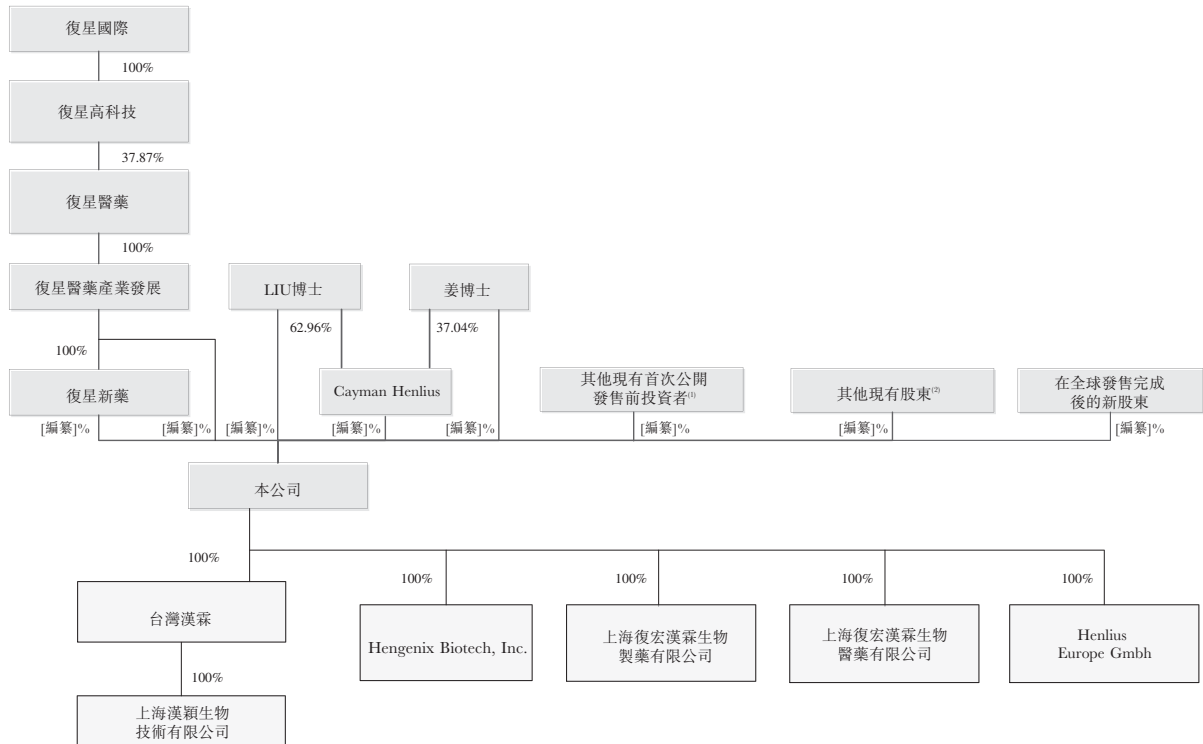 復星國際
100%
復星高科技
37.87%
復星醫藥
100%
復星醫藥產業發展
LIU博士
姜博士
62.96%
37.04%
100%
復星新藥
Cayman Henlius
其他現有首次公開
發售前投資者(1)
其他現有股東(2)
在全球發售完成
後的新股東
[編纂]%
[編纂]%
[編纂]%
[編纂]%
[編纂]%
[編纂]%
[編纂]%
[編纂]%
本公司
100%
100%
100%
100%
100%
台灣漢霖
Hengenix Biotech, Inc.
上海復宏漢霖生物
製藥有限公司
上海復宏漢霖生物
醫藥有限公司
Henlius
Europe Gmbh
100%
上海漢穎生物
技術有限公司